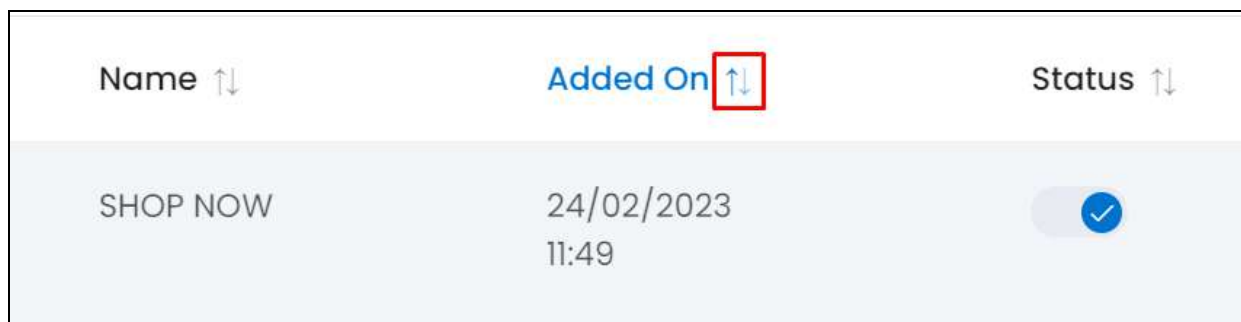 Name ↑↓ Added On ↑↓ Status ↑↓
SHOP NOW 24/02/2023
11:49